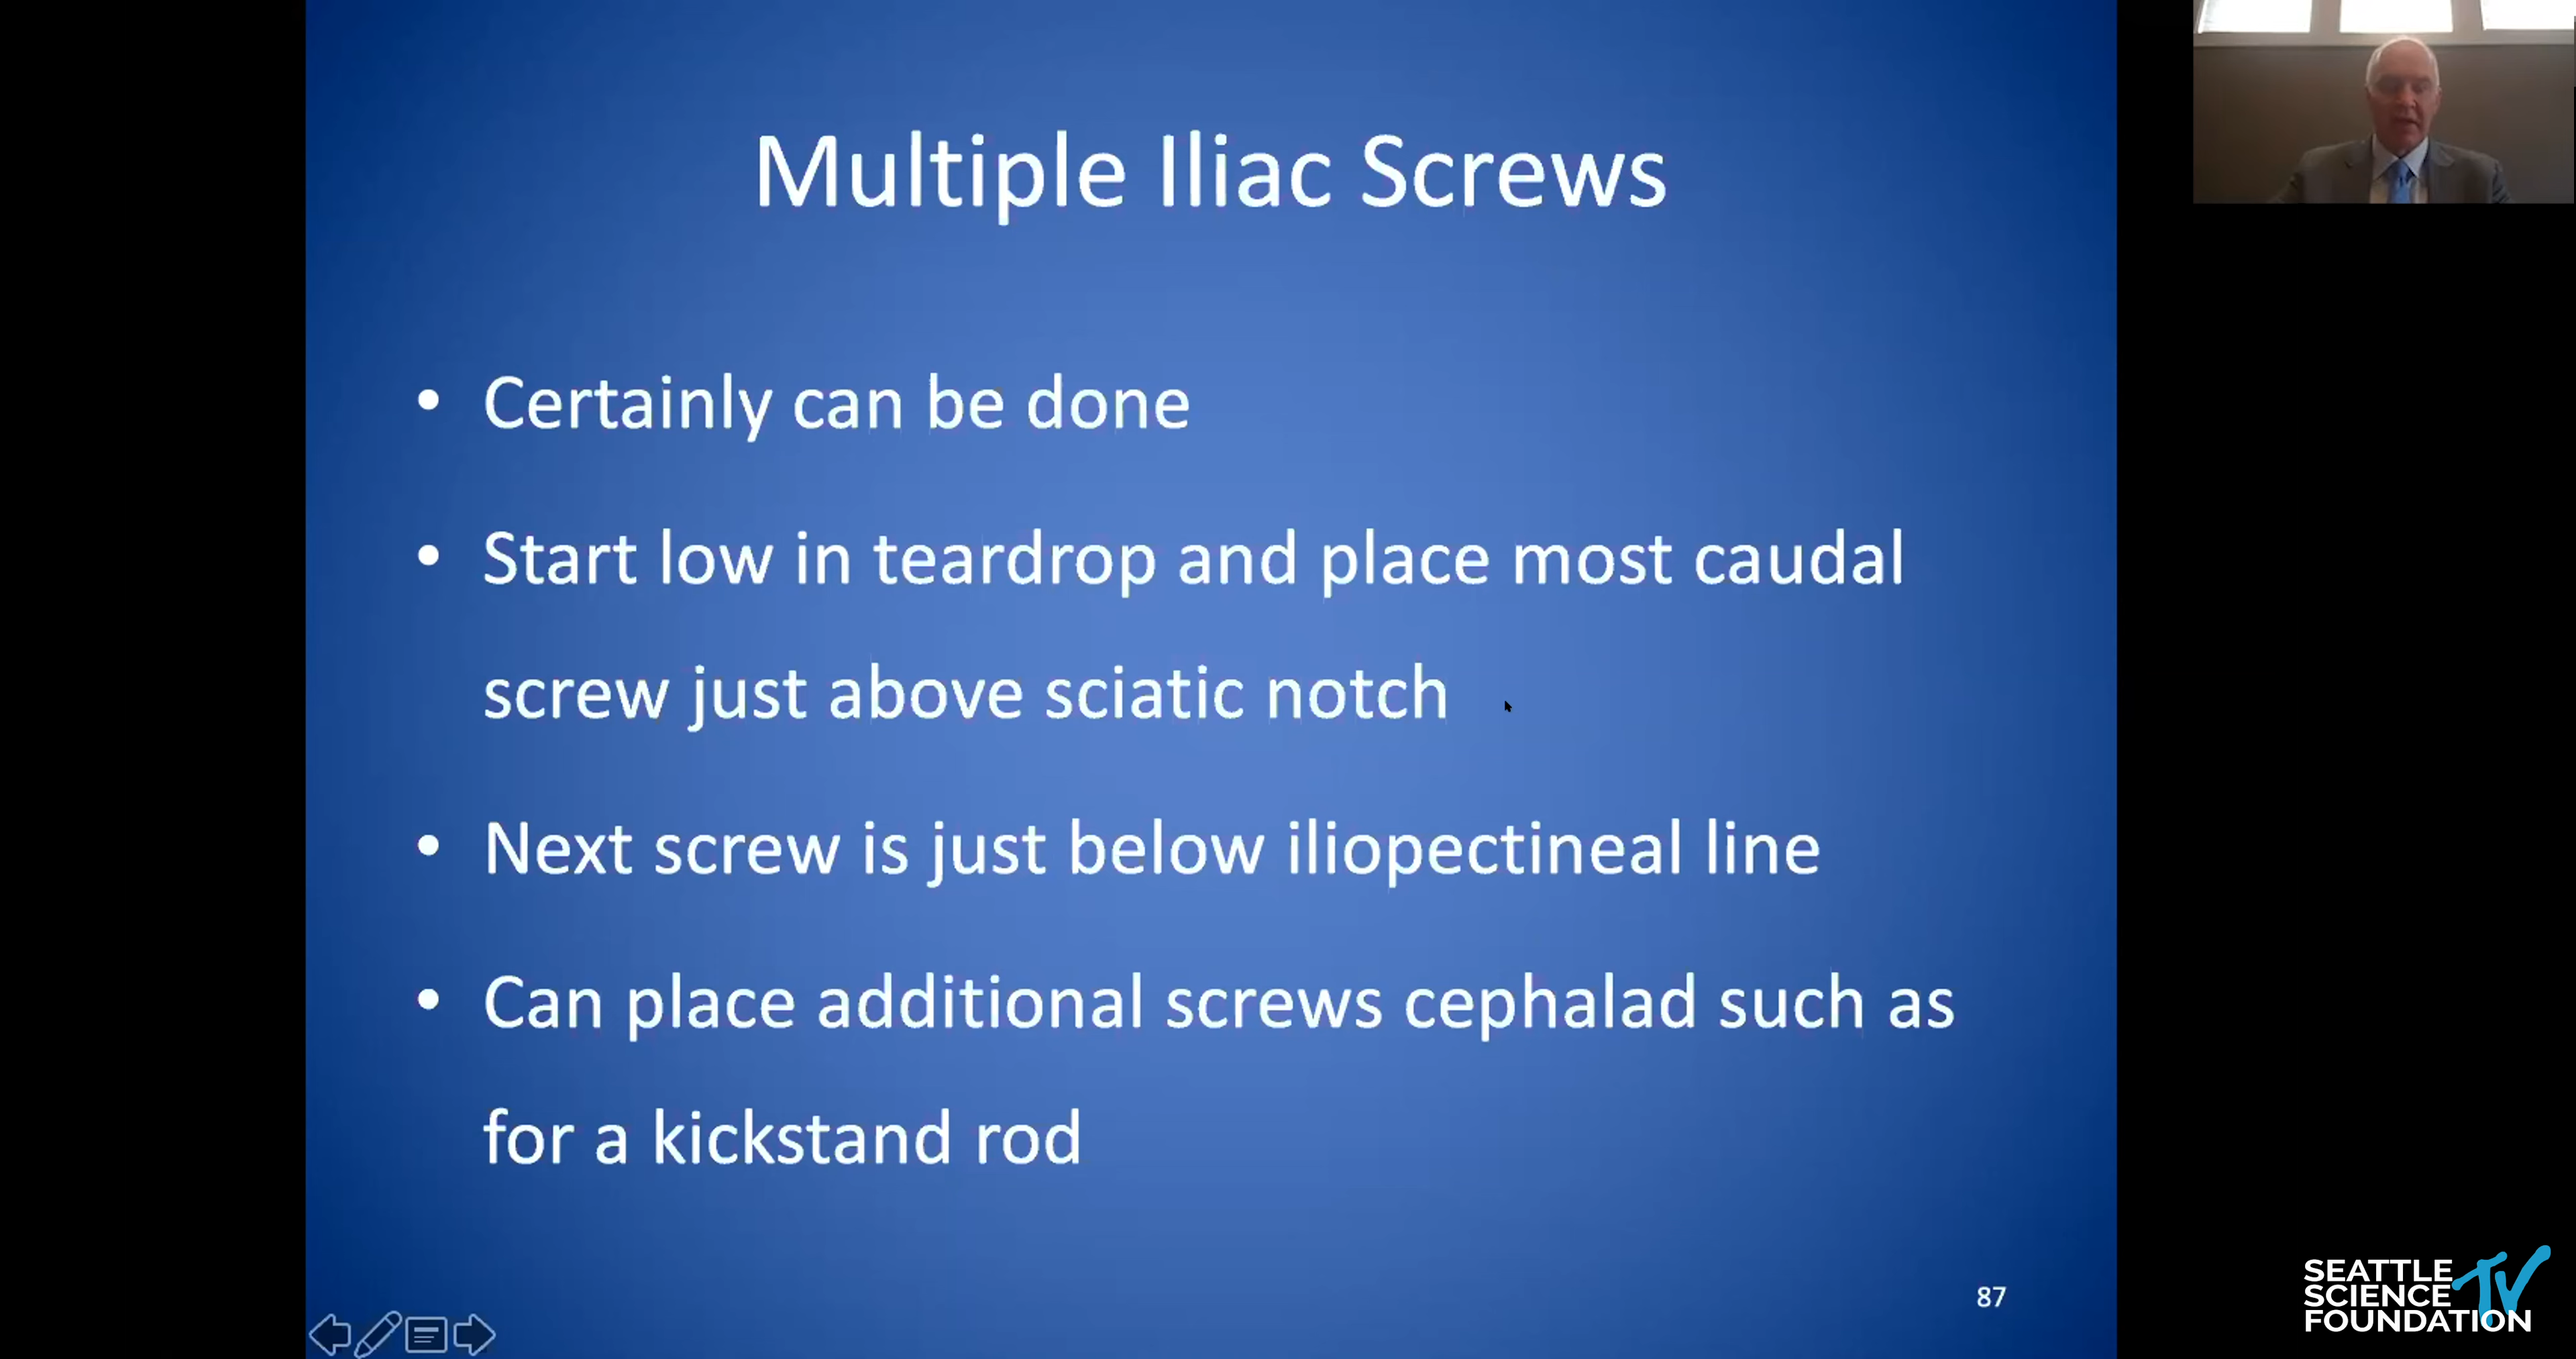 Multiple Iliac Screws
• Certainly can be done
• Start low in teardrop and place most caudal
screw just above sciatic notch
• Next screw is just below iliopectineal line
• Can place additional screws cephalad such as
for a kickstand rod
87
SEATTLE
SCIENCE
FOUNDATION
TV